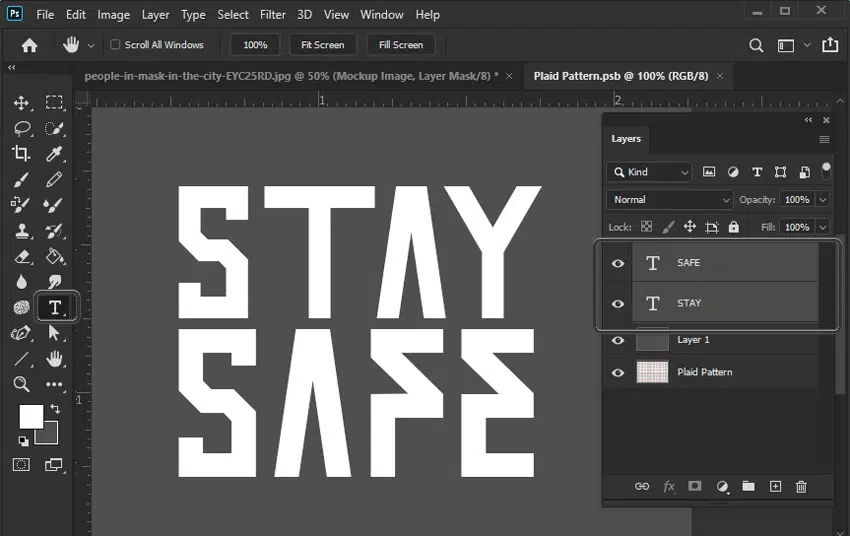 Ps File Edit Image Layer Type Select Filter 3D View Window Help
Scroll All Windows 100% Fit Screen Fill Screen
people-in-mask-in-the-city-EYC25RD.jpg @ 50% (Mockup Image, Layer Mask/8) * × Plaid Pattern.psb @ 100% (RGB/8) ×
1 2
Layers
Kind
Normal Opacity: 100%
Lock: Fill: 100%
STAY
SAFE
SAFE
STAY
Layer 1
Plaid Pattern
T
1